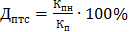 Дптс = Кпн / Кп · 100%